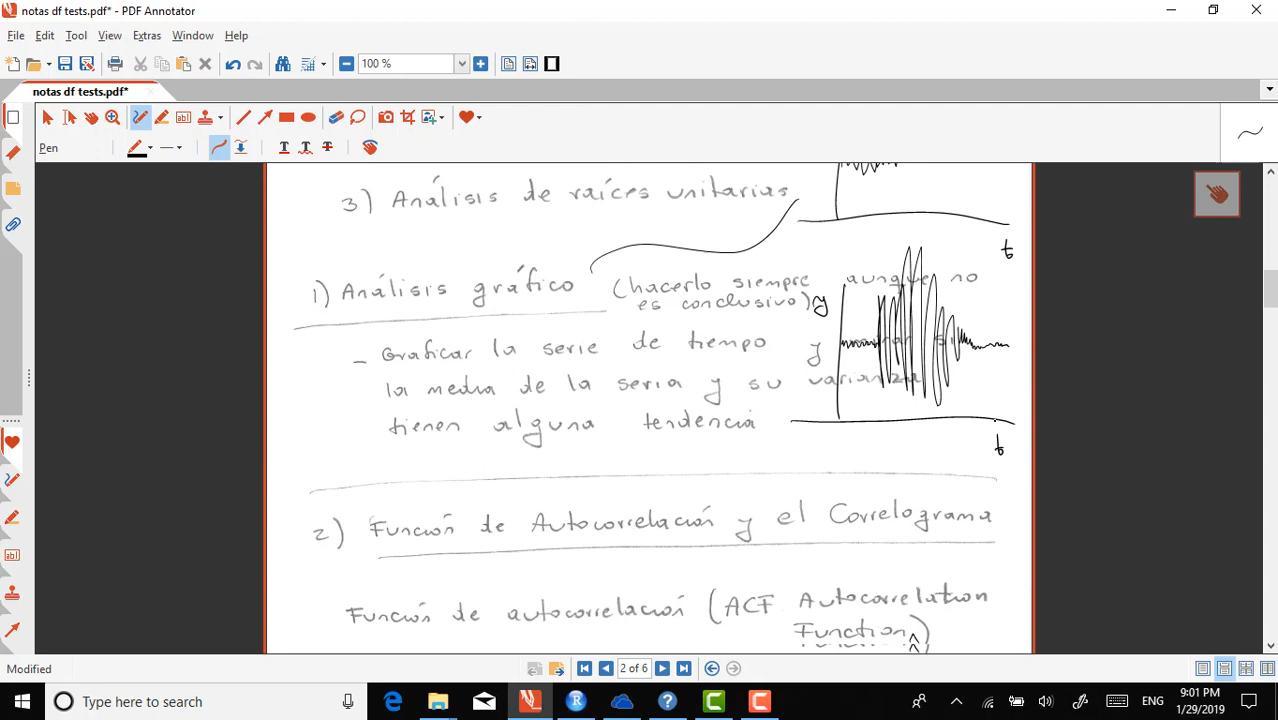 notas df tests.pdf* - PDF Annotator
File Edit Tool View Extras Window Help
100 %
notas df tests.pdf*
Pen
3) Análisis de raíces unitarias
t
1) Análisis gráfico (hacerlo siempre aunque no
es conclusivo) y
- Graficar la serie de tiempo y mostrar si
la media de la seria y su varianza
tienen alguna tendencia
t
2) Función de Autocorrelación y el Correlograma
Función de autocorrelación (ACF Autocorrelation
Function)
Modified
2 of 6
Type here to search
ENG
9:01 PM
1/29/2019